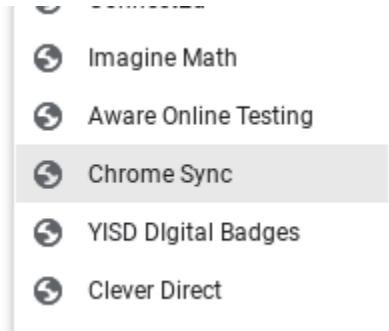 Imagine Math
Aware Online Testing
Chrome Sync
YISD DIgital Badges
Clever Direct